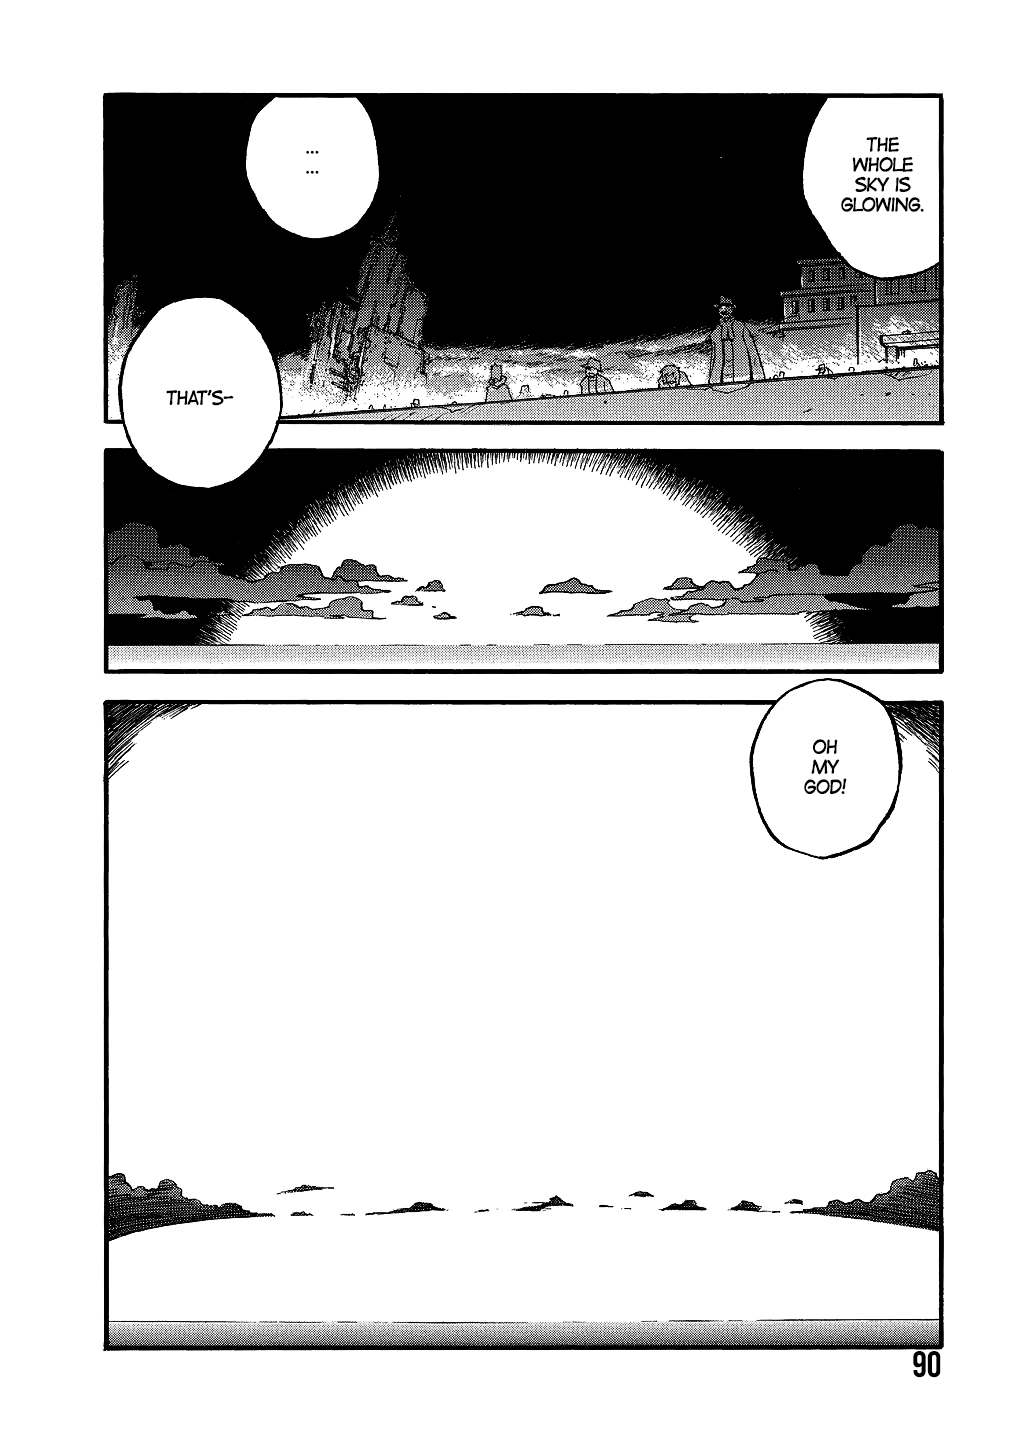 THE
WHOLE
SKY IS
GLOWING.
...
...
THAT'S-
OH
MY
GOD!
90